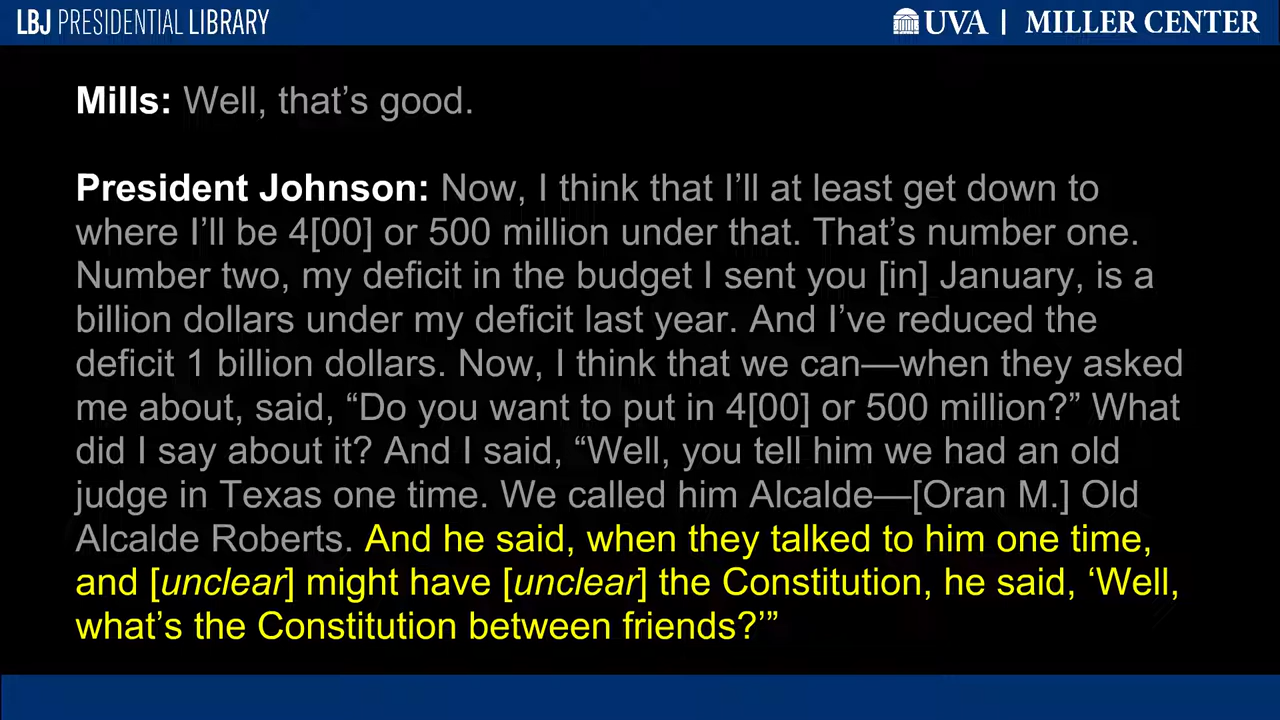 LBJ PRESIDENTIAL LIBRARY
UVA | MILLER CENTER
Mills: Well, that’s good.
President Johnson: Now, I think that I’ll at least get down to
where I’ll be 4[00] or 500 million under that. That’s number one.
Number two, my deficit in the budget I sent you [in] January, is a
billion dollars under my deficit last year. And I’ve reduced the
deficit 1 billion dollars. Now, I think that we can—when they asked
me about, said, “Do you want to put in 4[00] or 500 million?” What
did I say about it? And I said, “Well, you tell him we had an old
judge in Texas one time. We called him Alcalde—[Oran M.] Old
Alcalde Roberts. And he said, when they talked to him one time,
and [unclear] might have [unclear] the Constitution, he said, ‘Well,
what’s the Constitution between friends?’”